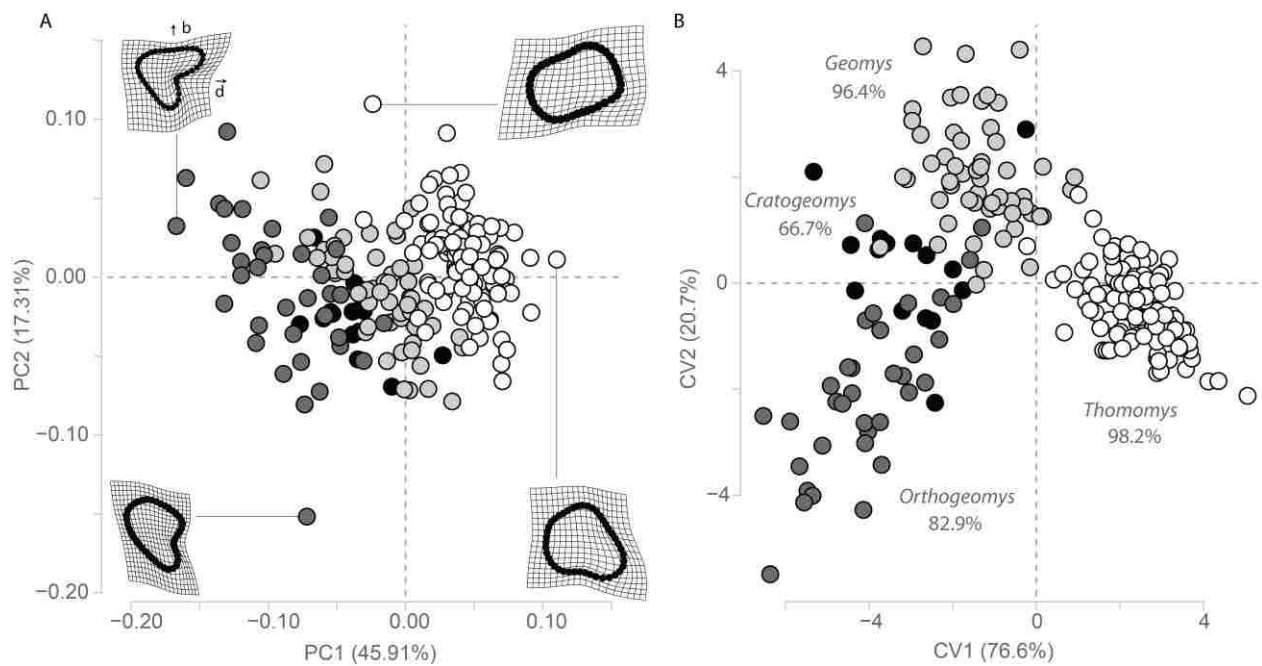 A
↑ b
→ d
0.10
0.00
−0.10
−0.20
PC2 (17.31%)
−0.20
−0.10
0.00
0.10
PC1 (45.91%)
B
Geomys
96.4%
Cratogeomys
66.7%
Thomomys
98.2%
Orthogeomys
82.9%
4
0
−4
CV2 (20.7%)
−4
0
4
CV1 (76.6%)